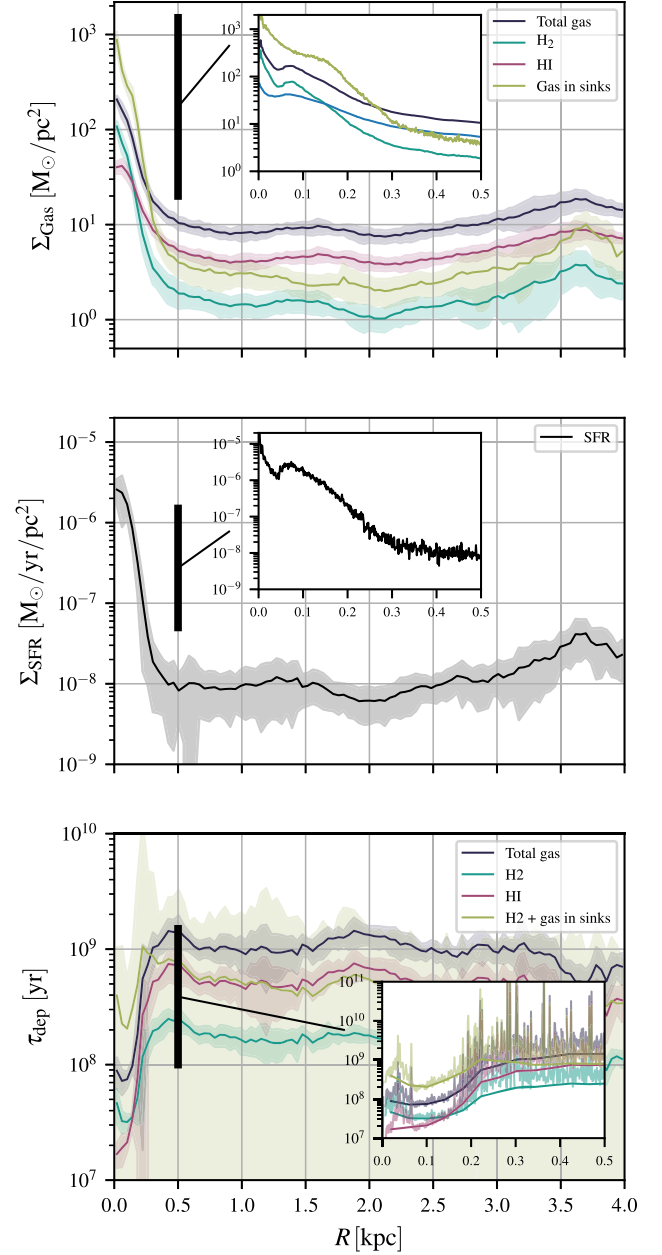 10³
10²
10¹
10⁰
Σ_Gas [M_⊙/pc²]
10³
10²
10¹
10⁰
0.0 0.1 0.2 0.3 0.4 0.5
Total gas
H₂
HI
Gas in sinks
10⁻⁵
10⁻⁶
10⁻⁷
10⁻⁸
10⁻⁹
Σ_SFR [M_⊙/yr/pc²]
10⁻⁵
10⁻⁶
10⁻⁷
10⁻⁸
10⁻⁹
0.0 0.1 0.2 0.3 0.4 0.5
SFR
10¹⁰
10⁹
10⁸
10⁷
τ_dep [yr]
Total gas
H2
HI
H2 + gas in sinks
10¹¹
10¹⁰
10⁹
10⁸
10⁷
0.0 0.1 0.2 0.3 0.4 0.5
0.0 0.5 1.0 1.5 2.0 2.5 3.0 3.5 4.0
R [kpc]